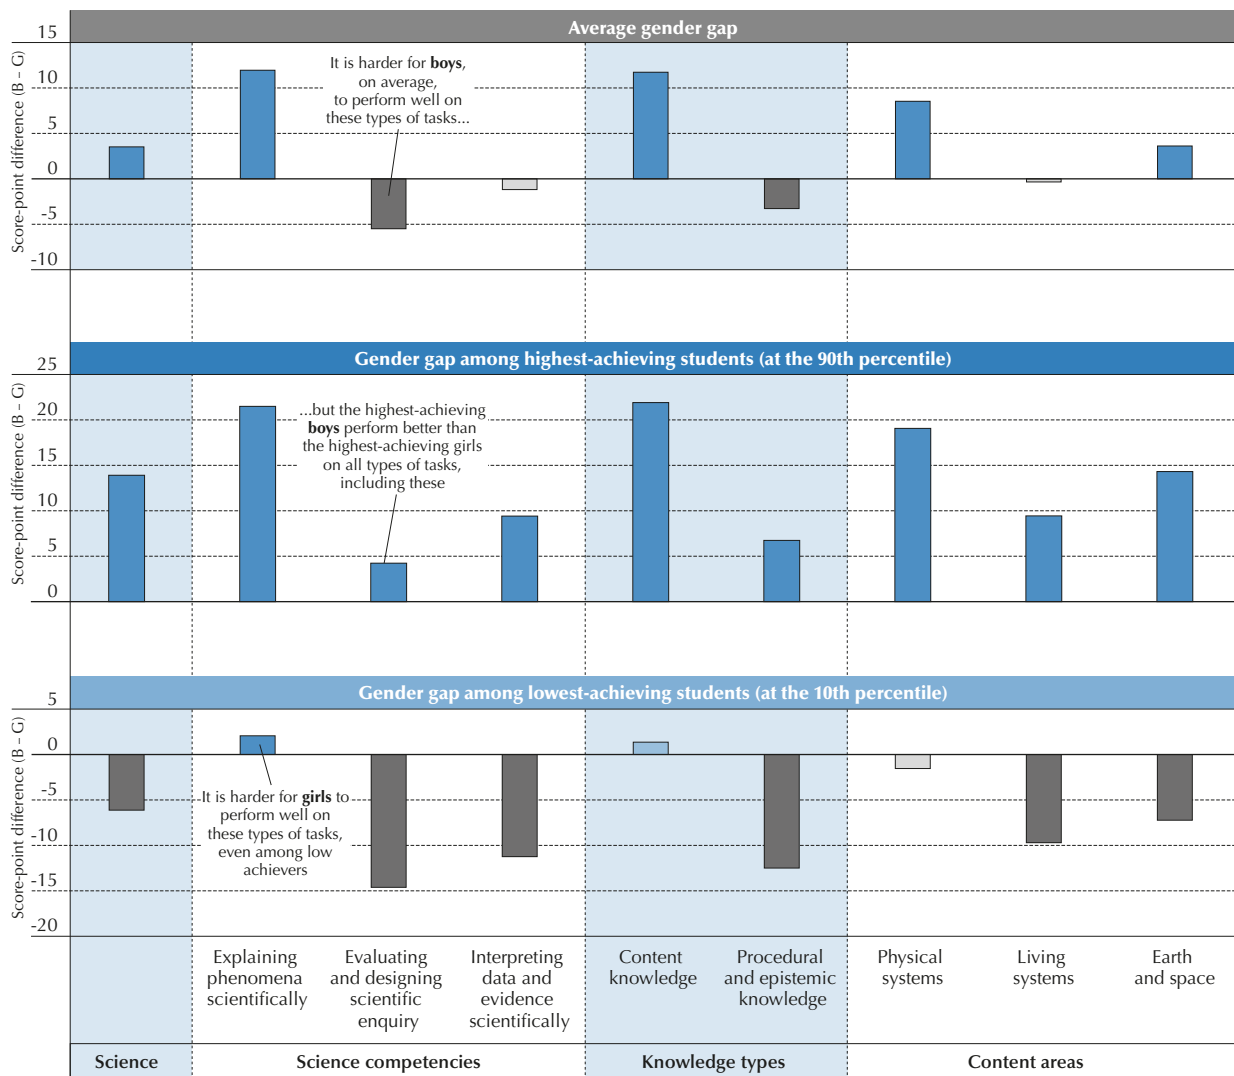 Average gender gap
Score-point difference (B – G)
15
10
5
0
-5
-10
It is harder for boys,
on average,
to perform well on
these types of tasks...
Gender gap among highest-achieving students (at the 90th percentile)
Score-point difference (B – G)
25
20
15
10
5
0
...but the highest-achieving
boys perform better than
the highest-achieving girls
on all types of tasks,
including these
Gender gap among lowest-achieving students (at the 10th percentile)
Score-point difference (B – G)
5
0
-5
-10
-15
-20
It is harder for girls to
perform well on
these types of tasks,
even among low
achievers
Explaining
phenomena
scientifically
Evaluating
and designing
scientific
enquiry
Interpreting
data and
evidence
scientifically
Content
knowledge
Procedural
and epistemic
knowledge
Physical
systems
Living
systems
Earth
and space
Science
Science competencies
Knowledge types
Content areas